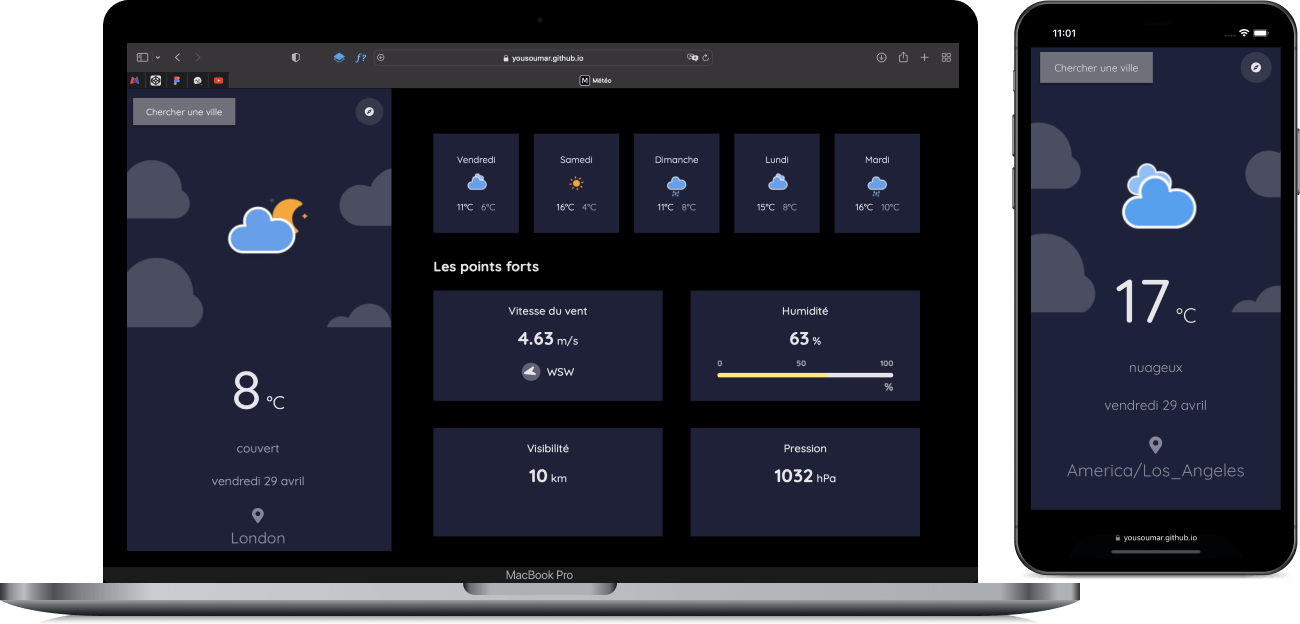 yousoumar.github.io
M Météo
Chercher une ville
8 °C
couvert
vendredi 29 avril
London
Vendredi Samedi Dimanche Lundi Mardi
11°C 6°C 16°C 4°C 11°C 8°C 15°C 8°C 16°C 10°C
Les points forts
Vitesse du vent
4.63 m/s
WSW
Humidité
63 %
0 50 100
%
Visibilité
10 km
Pression
1032 hPa
MacBook Pro
11:01
Chercher une ville
17 °C
nuageux
vendredi 29 avril
America/Los_Angeles
yousoumar.github.io